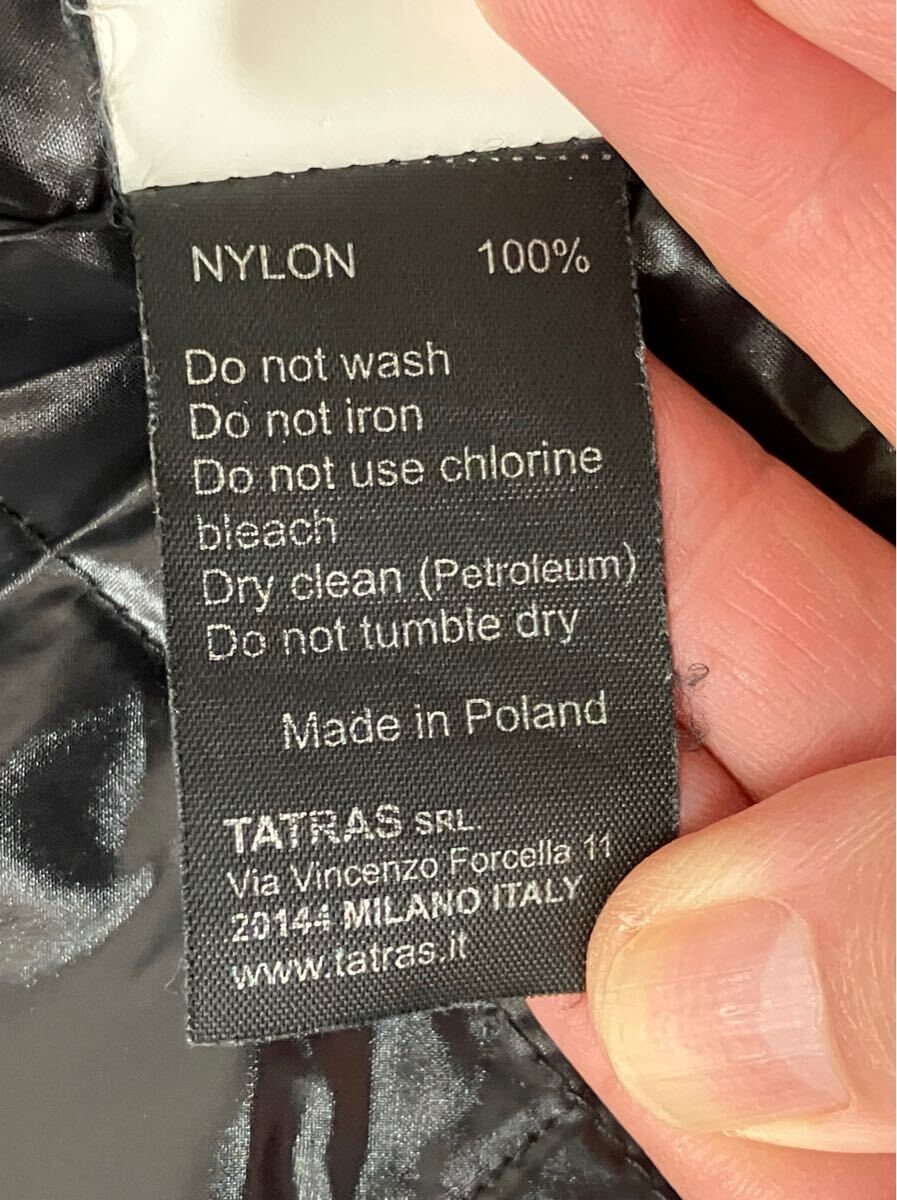 NYLON 100%
Do not wash
Do not iron
Do not use chlorine
bleach
Dry clean (Petroleum)
Do not tumble dry
Made in Poland
TATRAS SRL.
Via Vincenzo Forcella 11
20144 MILANO ITALY
www.tatras.it